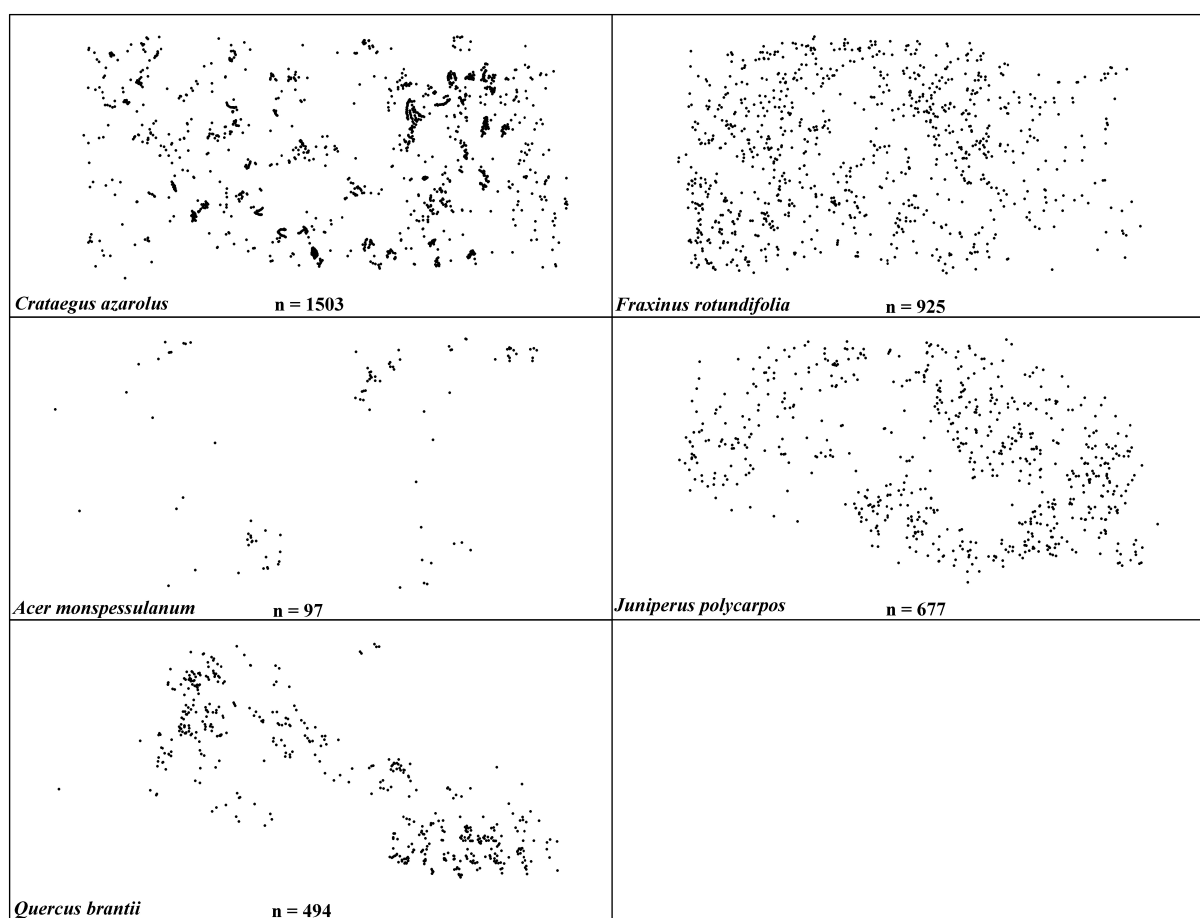 Crataegus azarolus n = 1503
Fraxinus rotundifolia n = 925
Acer monspessulanum n = 97
Juniperus polycarpos n = 677
Quercus brantii n = 494